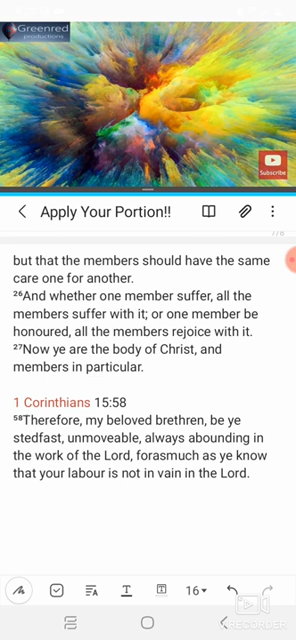 Greenred
productions
Subscribe
Apply Your Portion!!
7/8
but that the members should have the same
care one for another.
²⁶And whether one member suffer, all the
members suffer with it; or one member be
honoured, all the members rejoice with it.
²⁷Now ye are the body of Christ, and
members in particular.
1 Corinthians 15:58
⁵⁸Therefore, my beloved brethren, be ye
stedfast, unmoveable, always abounding in
the work of the Lord, forasmuch as ye know
that your labour is not in vain in the Lord.
16
RECORDER